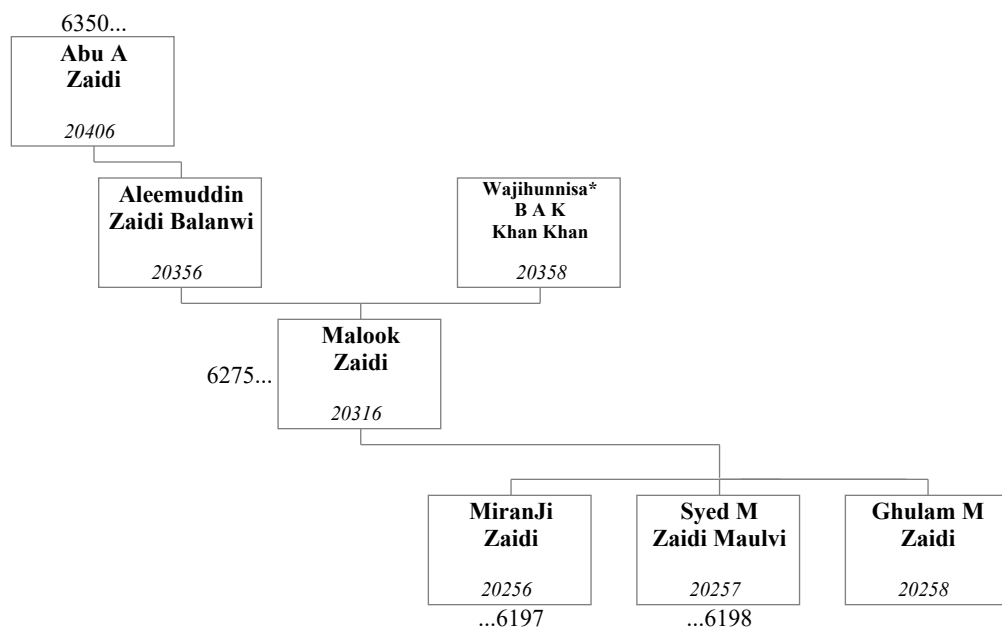 6350...
Abu A
Zaidi
20406
Aleemuddin
Zaidi Balanwi
20356
Wajihunnisa*
B A K
Khan Khan
20358
6275...
Malook
Zaidi
20316
MiranJi
Zaidi
20256
...6197
Syed M
Zaidi Maulvi
20257
...6198
Ghulam M
Zaidi
20258